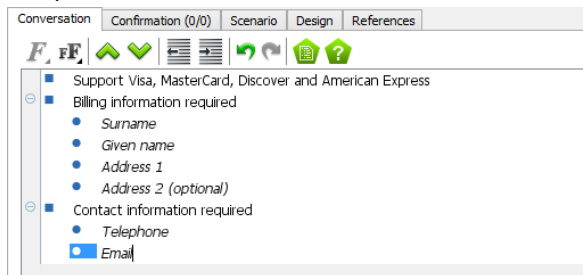 Conversation Confirmation (0/0) Scenario Design References
F FF ?
Support Visa, MasterCard, Discover and American Express
Billing information required
Surname
Given name
Address 1
Address 2 (optional)
Contact information required
Telephone
Email